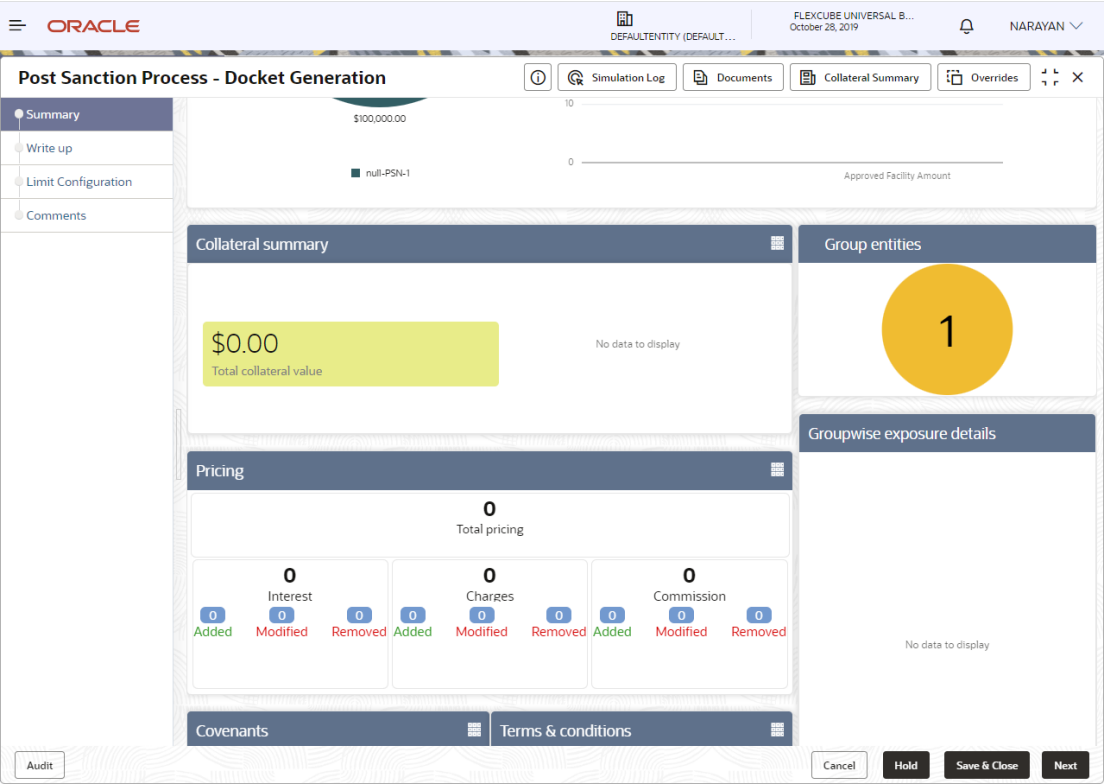 ORACLE
DEFAULTENTITY (DEFAULT...
FLEXCUBE UNIVERSAL B...
October 28, 2019
NARAYAN
Post Sanction Process - Docket Generation
Simulation Log
Documents
Collateral Summary
Overrides
Summary
Write up
Limit Configuration
Comments
$100,000.00
null-PSN-1
10
0
Approved Facility Amount
Collateral summary
$0.00
Total collateral value
No data to display
Group entities
1
Groupwise exposure details
No data to display
Pricing
0
Total pricing
0 0 0
Interest Charges Commission
0 0 0 0 0 0 0 0 0
Added Modified Removed Added Modified Removed Added Modified Removed
Covenants
Terms & conditions
Audit
Cancel
Hold
Save & Close
Next